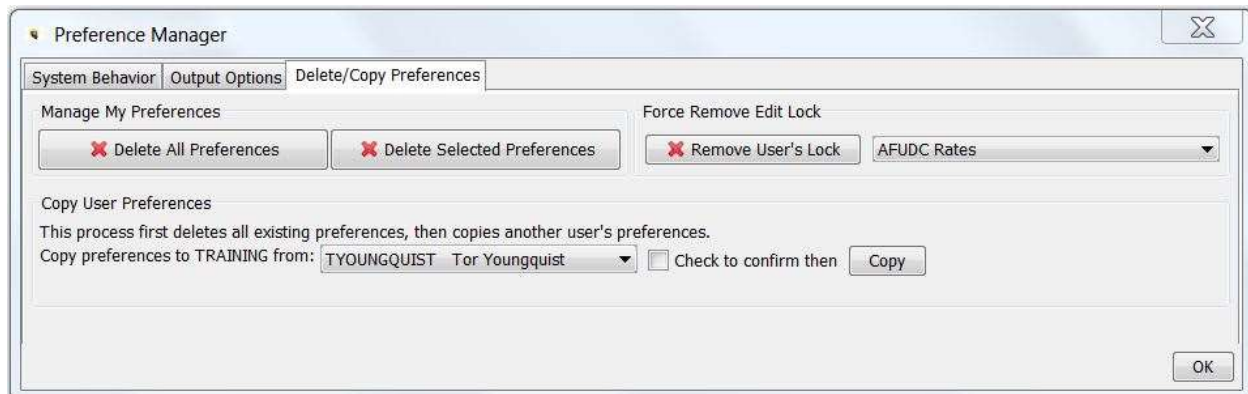 Preference Manager
System Behavior Output Options Delete/Copy Preferences
Manage My Preferences
Delete All Preferences Delete Selected Preferences
Force Remove Edit Lock
Remove User's Lock AFUDC Rates
Copy User Preferences
This process first deletes all existing preferences, then copies another user's preferences.
Copy preferences to TRAINING from: TYOUNGQUIST Tor Youngquist Check to confirm then Copy
OK